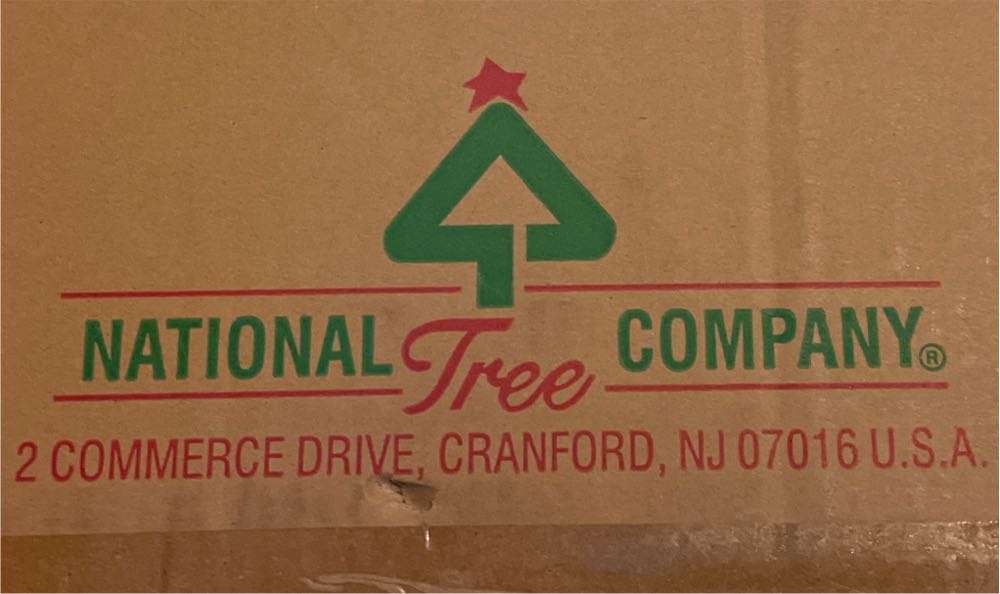 NATIONAL Tree COMPANY®
2 COMMERCE DRIVE, CRANFORD, NJ 07016 U.S.A.